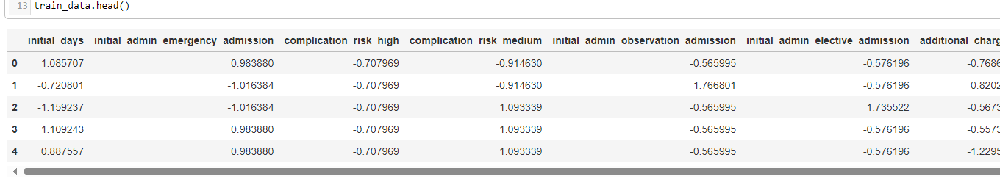 13 train_data.head()
initial_days initial_admin_emergency_admission complication_risk_high complication_risk_medium initial_admin_observation_admission initial_admin_elective_admission additional_charg
0 1.085707 0.983880 -0.707969 -0.914630 -0.565995 -0.576196 -0.7686
1 -0.720801 -1.016384 -0.707969 -0.914630 1.766801 -0.576196 0.8202
2 -1.159237 -1.016384 -0.707969 1.093339 -0.565995 1.735522 -0.5673
3 1.109243 0.983880 -0.707969 1.093339 -0.565995 -0.576196 -0.5573
4 0.887557 0.983880 -0.707969 1.093339 -0.565995 -0.576196 -1.2295